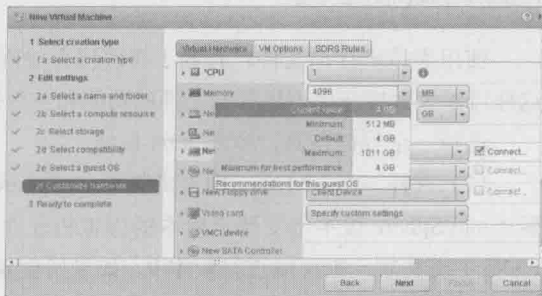 New Virtual Machine
1 Select creation type
1a Select a creation type
2 Edit settings
2a Select a name and folder
2b Select a compute resource
2c Select storage
2d Select compatibility
2e Select a guest OS
2f Customize hardware
3 Ready to complete
Virtual Hardware VM Options SDRS Rules
*CPU 1
Memory 4096 MB
GB
Current value: 4 GB
Minimum: 512 MB
Default: 4 GB
Maximum: 1011 GB
Maximum for best performance: 4 GB
Recommendations for this guest OS
Connect...
Connect...
New Floppy drive Client Device Connect...
Video card Specify custom settings
VMCI device
New SATA Controller
Back Next Finish Cancel